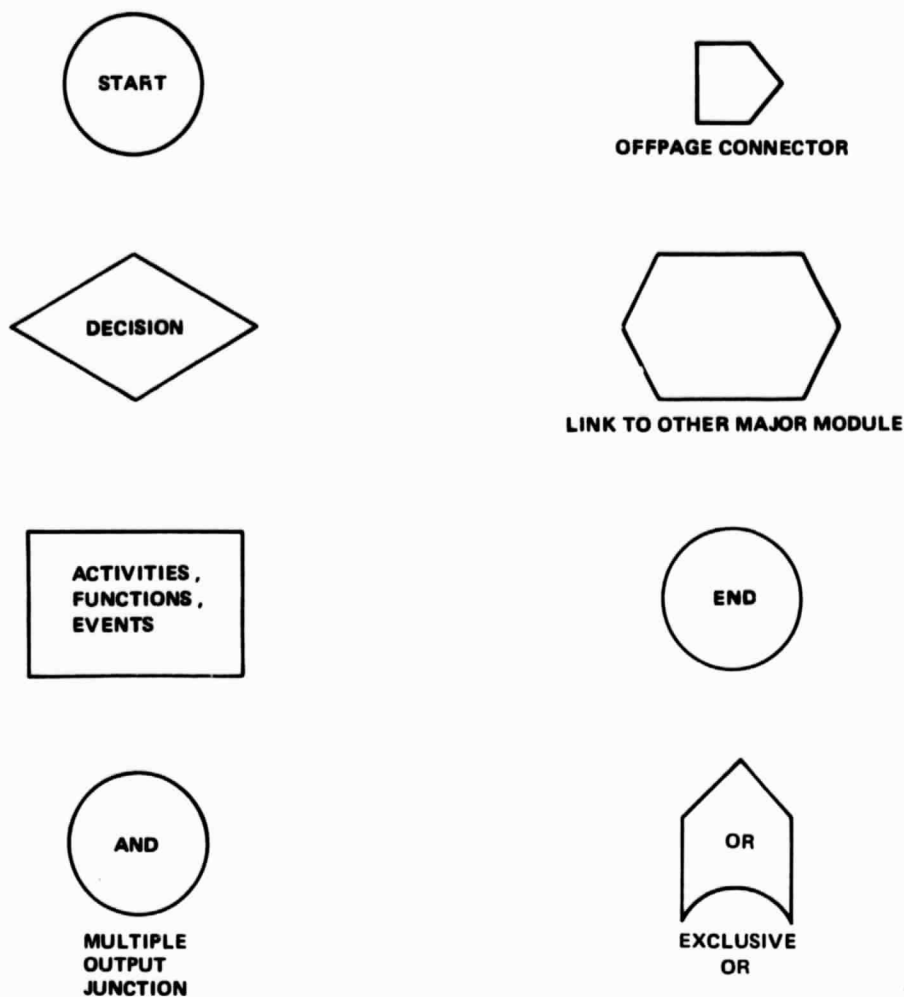 START
OFFPAGE CONNECTOR
DECISION
LINK TO OTHER MAJOR MODULE
ACTIVITIES,
FUNCTIONS,
EVENTS
END
AND
MULTIPLE
OUTPUT
JUNCTION
OR
EXCLUSIVE
OR